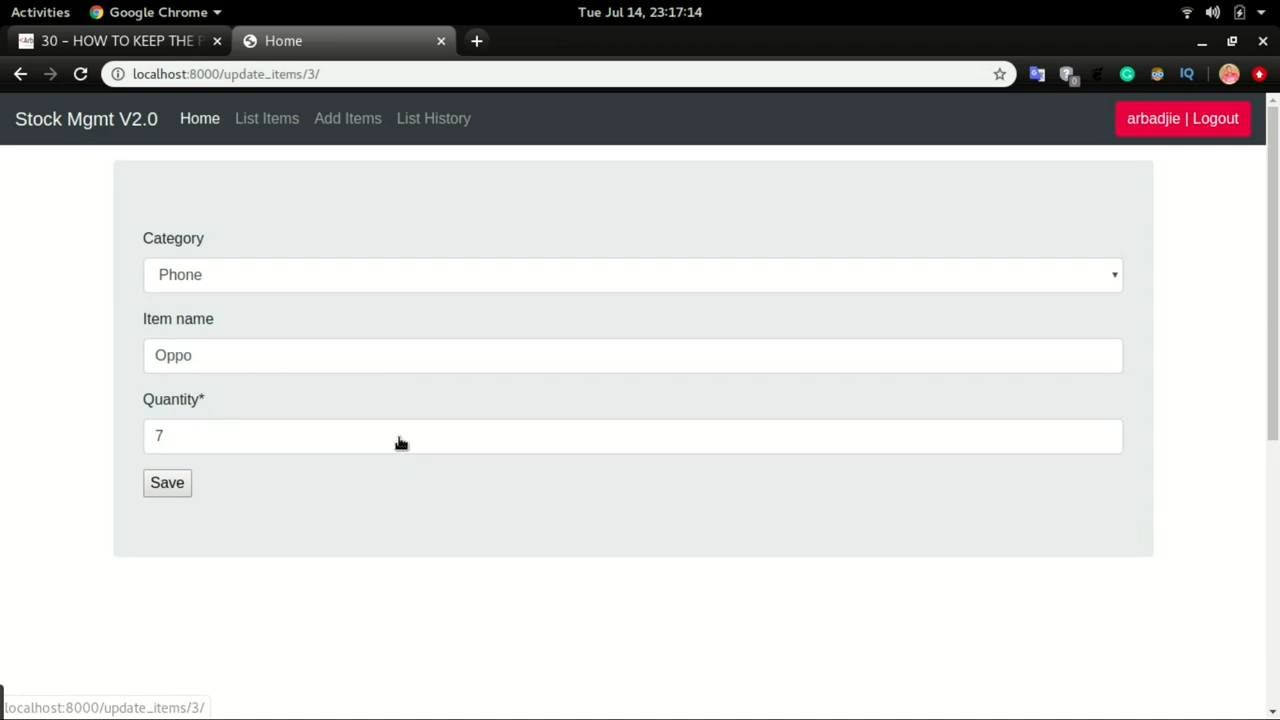 Activities Google Chrome Tue Jul 14, 23:17:14
30 – HOW TO KEEP THE Home
localhost:8000/update_items/3/
Stock Mgmt V2.0 Home List Items Add Items List History arbadjie | Logout
Category
Phone
Item name
Oppo
Quantity*
7
Save
localhost:8000/update_items/3/